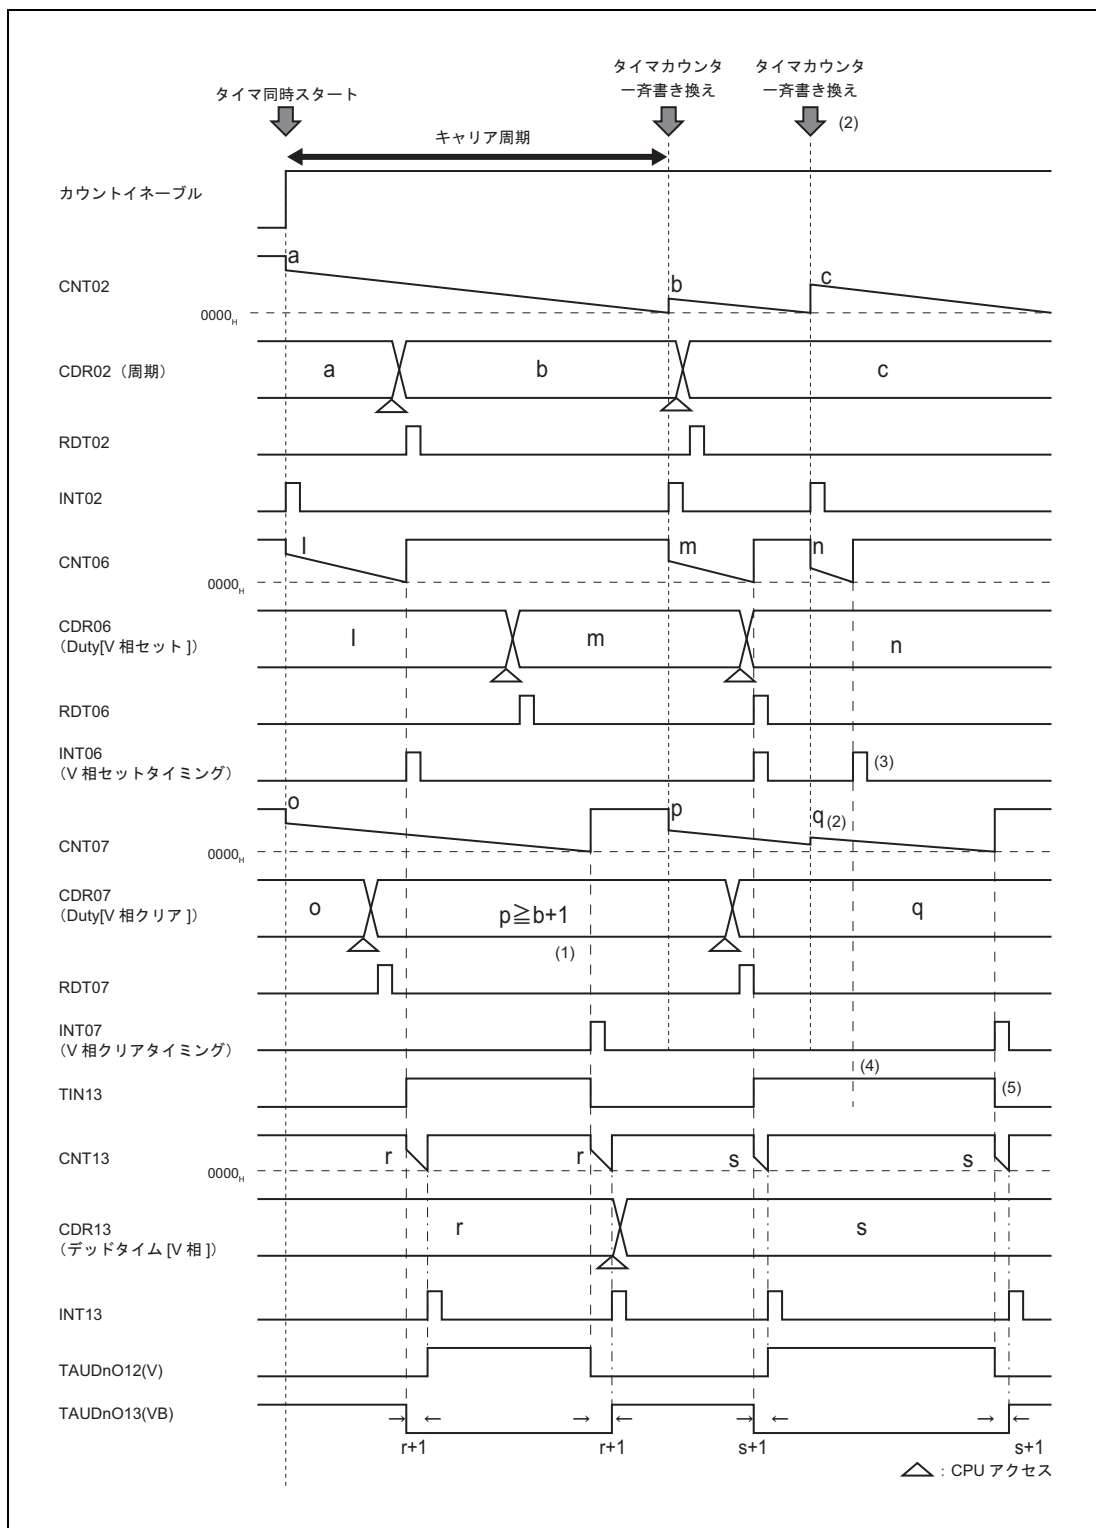 タイマ同時スタート
タイマカウンタ
一斉書き換え
タイマカウンタ
一斉書き換え
(2)
キャリア周期
カウントイネーブル
CNT02
a
b
c
0000H
CDR02（周期）
a
b
c
RDT02
INT02
CNT06
l
m
n
0000H
CDR06
（Duty[V 相セット ]）
l
m
n
RDT06
INT06
（V 相セットタイミング）
(3)
CNT07
o
p
q (2)
0000H
CDR07
（Duty[V 相クリア ]）
o
p≧b+1
q
(1)
RDT07
INT07
（V 相クリアタイミング）
(4)
TIN13
(5)
CNT13
r
r
s
s
0000H
CDR13
（デッドタイム [V 相 ]）
r
s
INT13
TAUDnO12(V)
TAUDnO13(VB)
→ ← → ← → ← → ←
r+1
r+1
s+1
s+1
△ : CPU アクセス